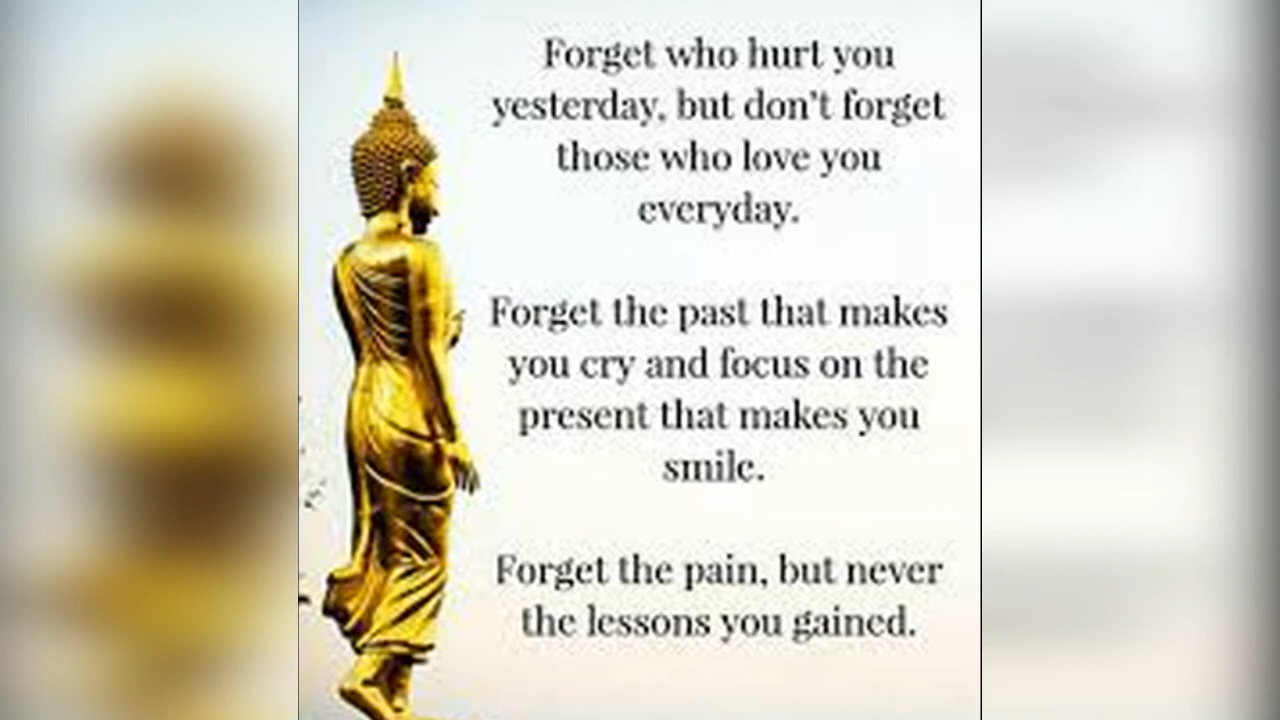 Forget who hurt you
yesterday, but don't forget
those who love you
everyday.
Forget the past that makes
you cry and focus on the
present that makes you
smile.
Forget the pain, but never
the lessons you gained.